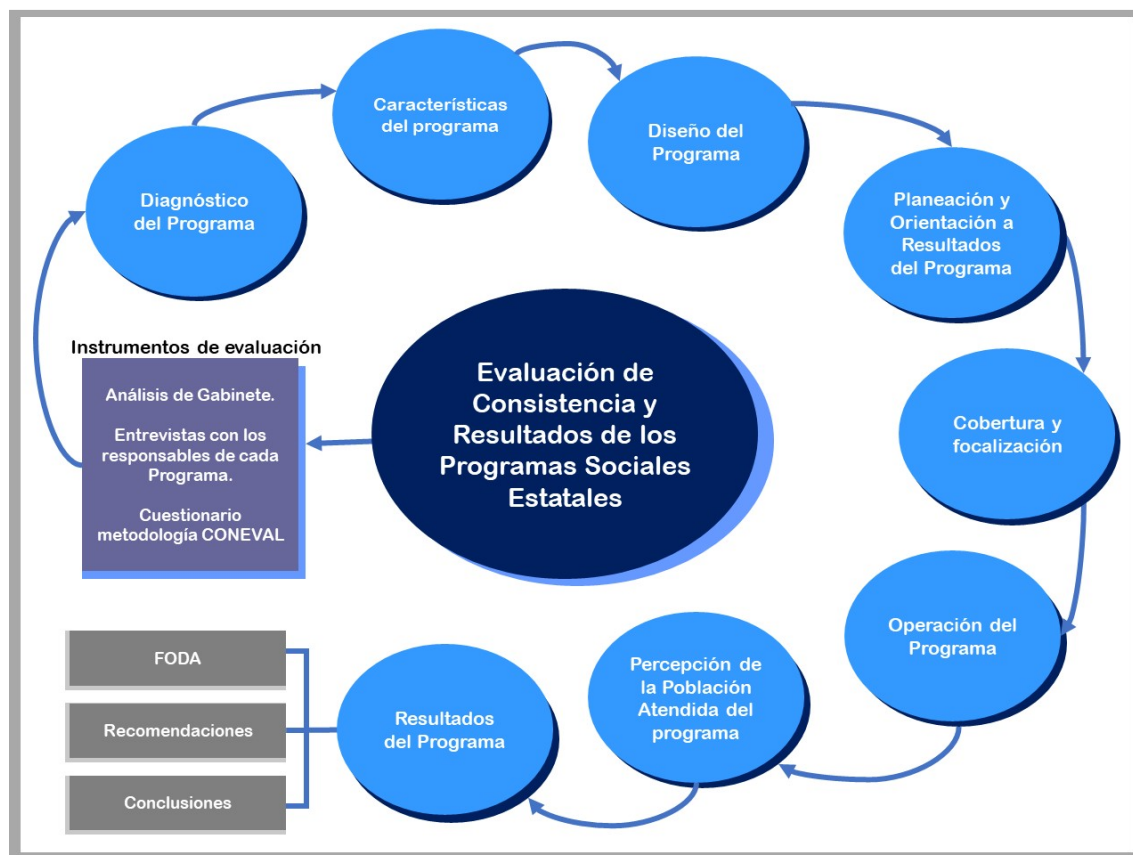 Evaluación de
Consistencia y
Resultados de los
Programas Sociales
Estatales
Instrumentos de evaluación
Análisis de Gabinete.
Entrevistas con los
responsables de cada
Programa.
Cuestionario
metodología CONEVAL
Diagnóstico
del Programa
Características
del programa
Diseño del
Programa
Planeación y
Orientación a
Resultados
del Programa
Cobertura y
focalización
Operación del
Programa
Percepción de
la Población
Atendida del
programa
Resultados
del Programa
FODA
Recomendaciones
Conclusiones